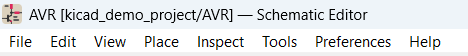 AVR [kicad_demo_project/AVR] — Schematic Editor
File Edit View Place Inspect Tools Preferences Help